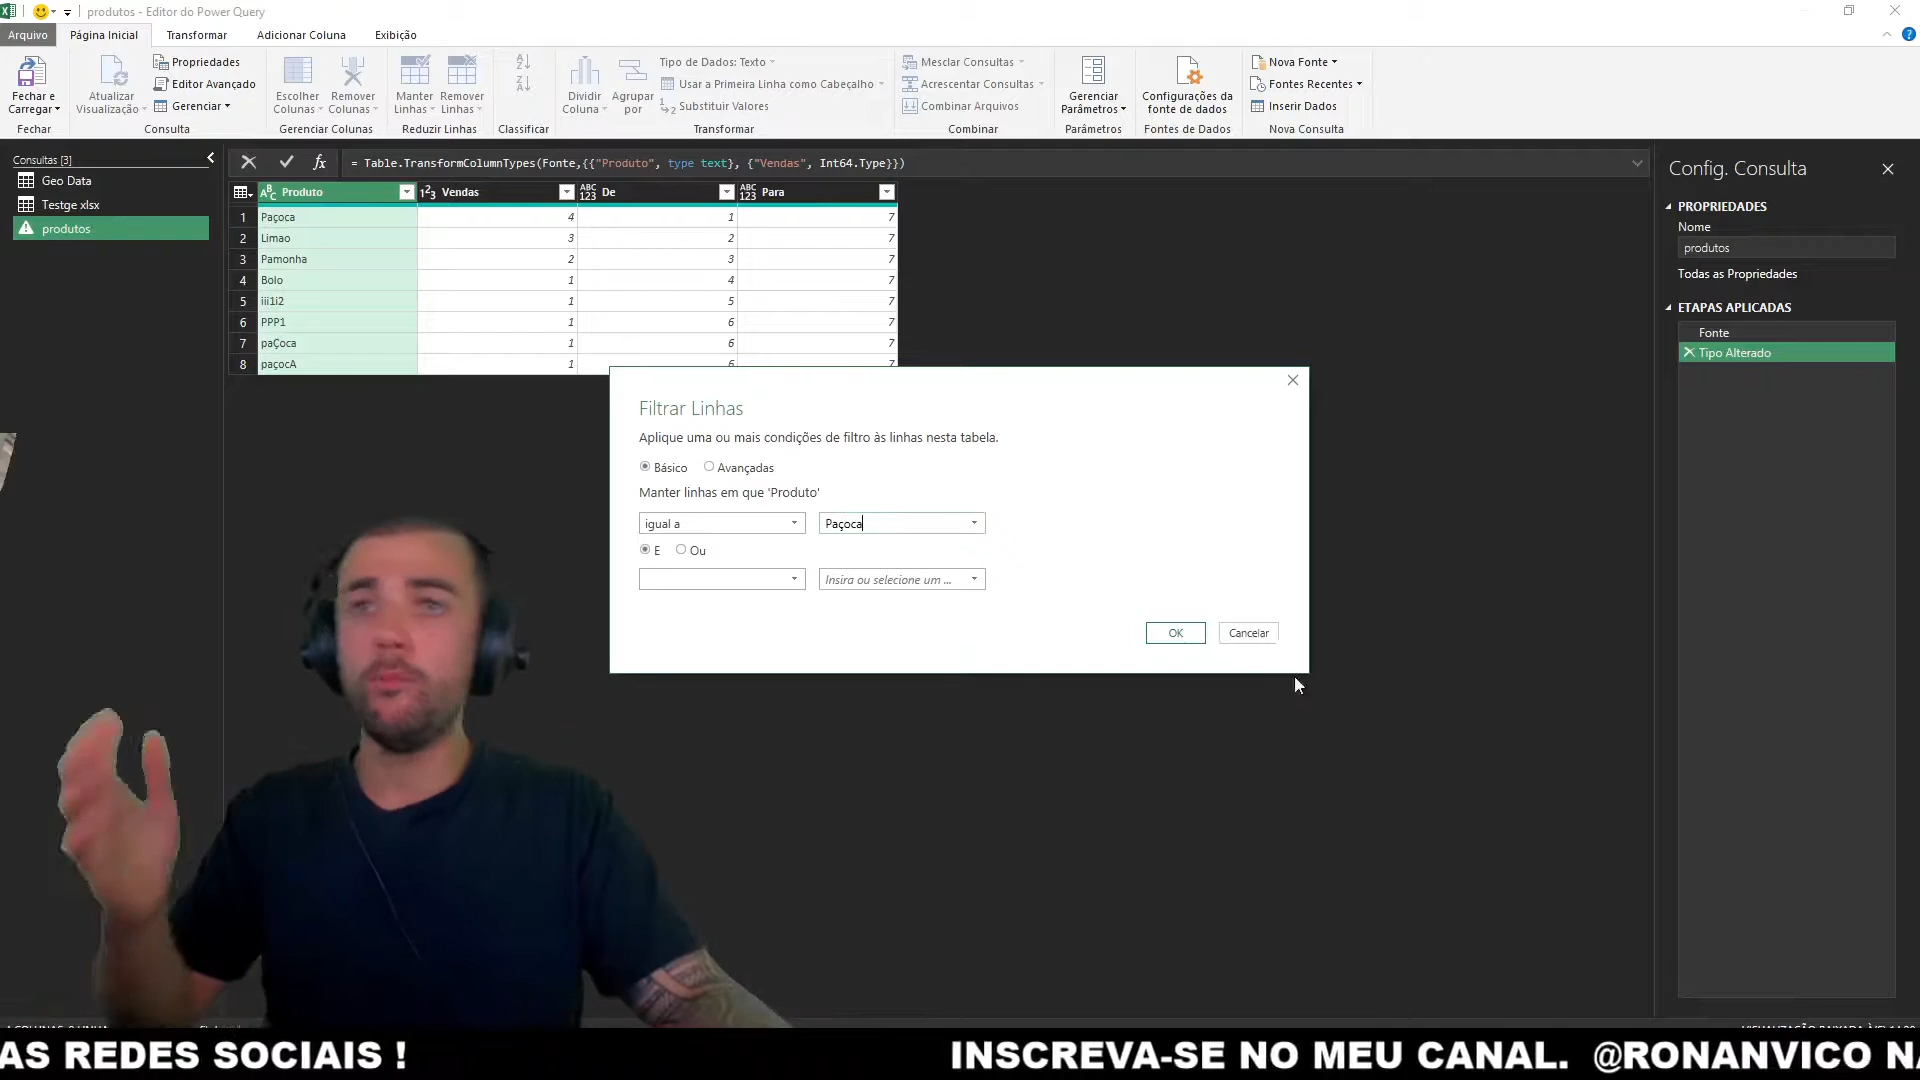 produtos - Editor do Power Query
Arquivo
Página Inicial
Transformar
Adicionar Coluna
Exibição
Fechar e Carregar
Fechar
Atualizar Visualização
Propriedades
Editor Avançado
Gerenciar
Consulta
Escolher Colunas
Remover Colunas
Gerenciar Colunas
Manter Linhas
Remover Linhas
Reduzir Linhas
Classificar
Dividir Coluna
Agrupar por
Tipo de Dados: Texto
Usar a Primeira Linha como Cabeçalho
Substituir Valores
Transformar
Mesclar Consultas
Acrescentar Consultas
Combinar Arquivos
Combinar
Gerenciar Parâmetros
Parâmetros
Configurações da fonte de dados
Fontes de Dados
Nova Fonte
Fontes Recentes
Inserir Dados
Nova Consulta
Consultas [3]
Geo Data
Testge xlsx
produtos
fx = Table.TransformColumnTypes(Fonte,{{"Produto", type text}, {"Vendas", Int64.Type}})
ABC Produto 123 Vendas ABC123 De ABC123 Para
1 Paçoca 4 1 7
2 Limao 3 2 7
3 Pamonha 2 3 7
4 Bolo 1 4 7
5 iii1i2 1 5 7
6 PPP1 1 6 7
7 paÇoca 1 6 7
8 paçocA 1 6 7
Filtrar Linhas
Aplique uma ou mais condições de filtro às linhas nesta tabela.
Básico Avançadas
Manter linhas em que 'Produto'
igual a Paçoca
E Ou
Insira ou selecione um ...
OK Cancelar
Config. Consulta
PROPRIEDADES
Nome
produtos
Todas as Propriedades
ETAPAS APLICADAS
Fonte
Tipo Alterado
AS REDES SOCIAIS ! INSCREVA-SE NO MEU CANAL. @RONANVICO NA